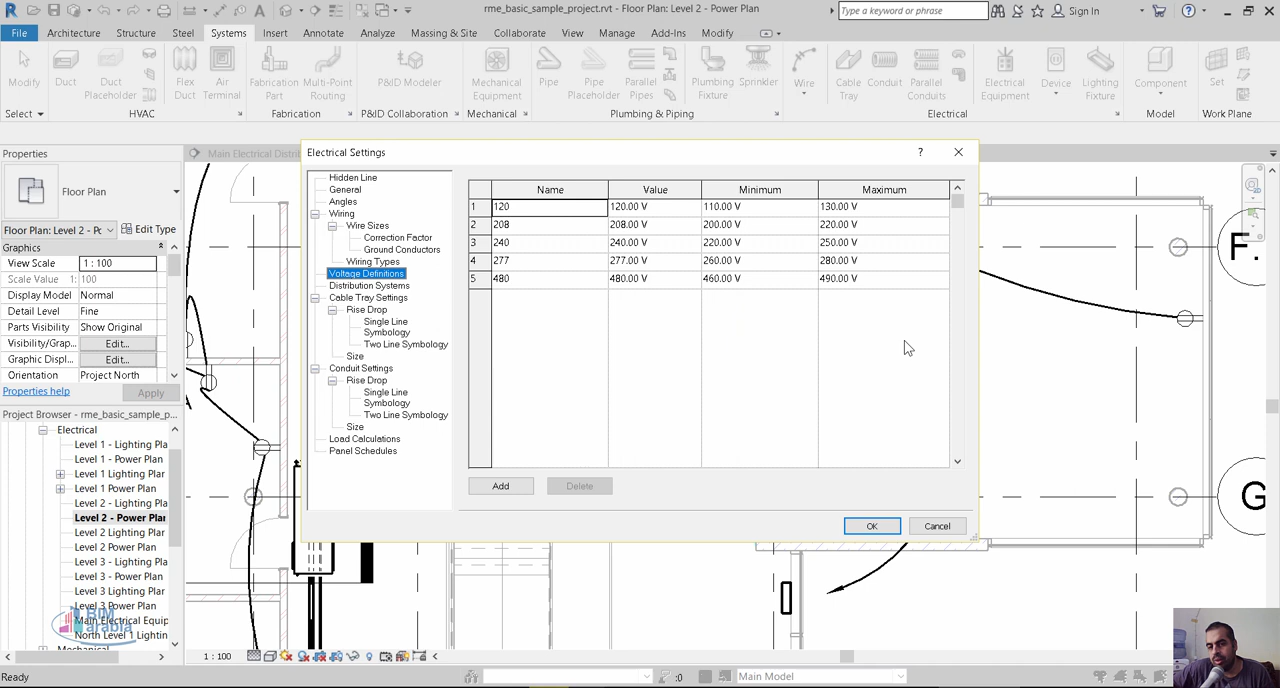 rme_basic_sample_project.rvt - Floor Plan: Level 2 - Power Plan
Type a keyword or phrase
Sign In
File Architecture Structure Steel Systems Insert Annotate Analyze Massing & Site Collaborate View Manage Add-Ins Modify
Modify
Duct
Duct Placeholder
Flex Duct
Air Terminal
Fabrication Part
Multi-Point Routing
P&ID Modeler
Mechanical Equipment
Pipe
Pipe Placeholder
Parallel Pipes
Plumbing Fixture
Sprinkler
Wire
Cable Tray
Conduit
Parallel Conduits
Electrical Equipment
Device
Lighting Fixture
Component
Set
Select HVAC Fabrication P&ID Collaboration Mechanical Plumbing & Piping Electrical Model Work Plane
Properties
Floor Plan
Floor Plan: Level 2 - Pc Edit Type
Graphics
View Scale 1 : 100
Scale Value 1: 100
Display Model Normal
Detail Level Fine
Parts Visibility Show Original
Visibility/Grap... Edit...
Graphic Displ... Edit...
Orientation Project North
Properties help Apply
Project Browser - rme_basic_sample_p...
Electrical
Level 1 - Lighting Pla
Level 1 - Power Plan
Level 1 Lighting Plan
Level 1 Power Plan
Level 2 - Lighting Pla
Level 2 - Power Plan
Level 2 Lighting Plan
Level 2 Power Plan
Level 3 - Lighting Pla
Level 3 - Power Plan
Level 3 Lighting Plan
Level 3 Power Plan
Main Electrical Equip
North Level 1 Lightin
Mechanical
BIM
arabia
Main Electrical Distri
Electrical Settings
?
Hidden Line
General
Angles
Wiring
Wire Sizes
Correction Factor
Ground Conductors
Wiring Types
Voltage Definitions
Distribution Systems
Cable Tray Settings
Rise Drop
Single Line
Symbology
Two Line Symbology
Size
Conduit Settings
Rise Drop
Single Line
Symbology
Two Line Symbology
Size
Load Calculations
Panel Schedules
Name Value Minimum Maximum
1 120 120.00 V 110.00 V 130.00 V
2 208 208.00 V 200.00 V 220.00 V
3 240 240.00 V 220.00 V 250.00 V
4 277 277.00 V 260.00 V 280.00 V
5 480 480.00 V 460.00 V 490.00 V
Add Delete
OK Cancel
F.
G
1 : 100
Ready
:0
Main Model